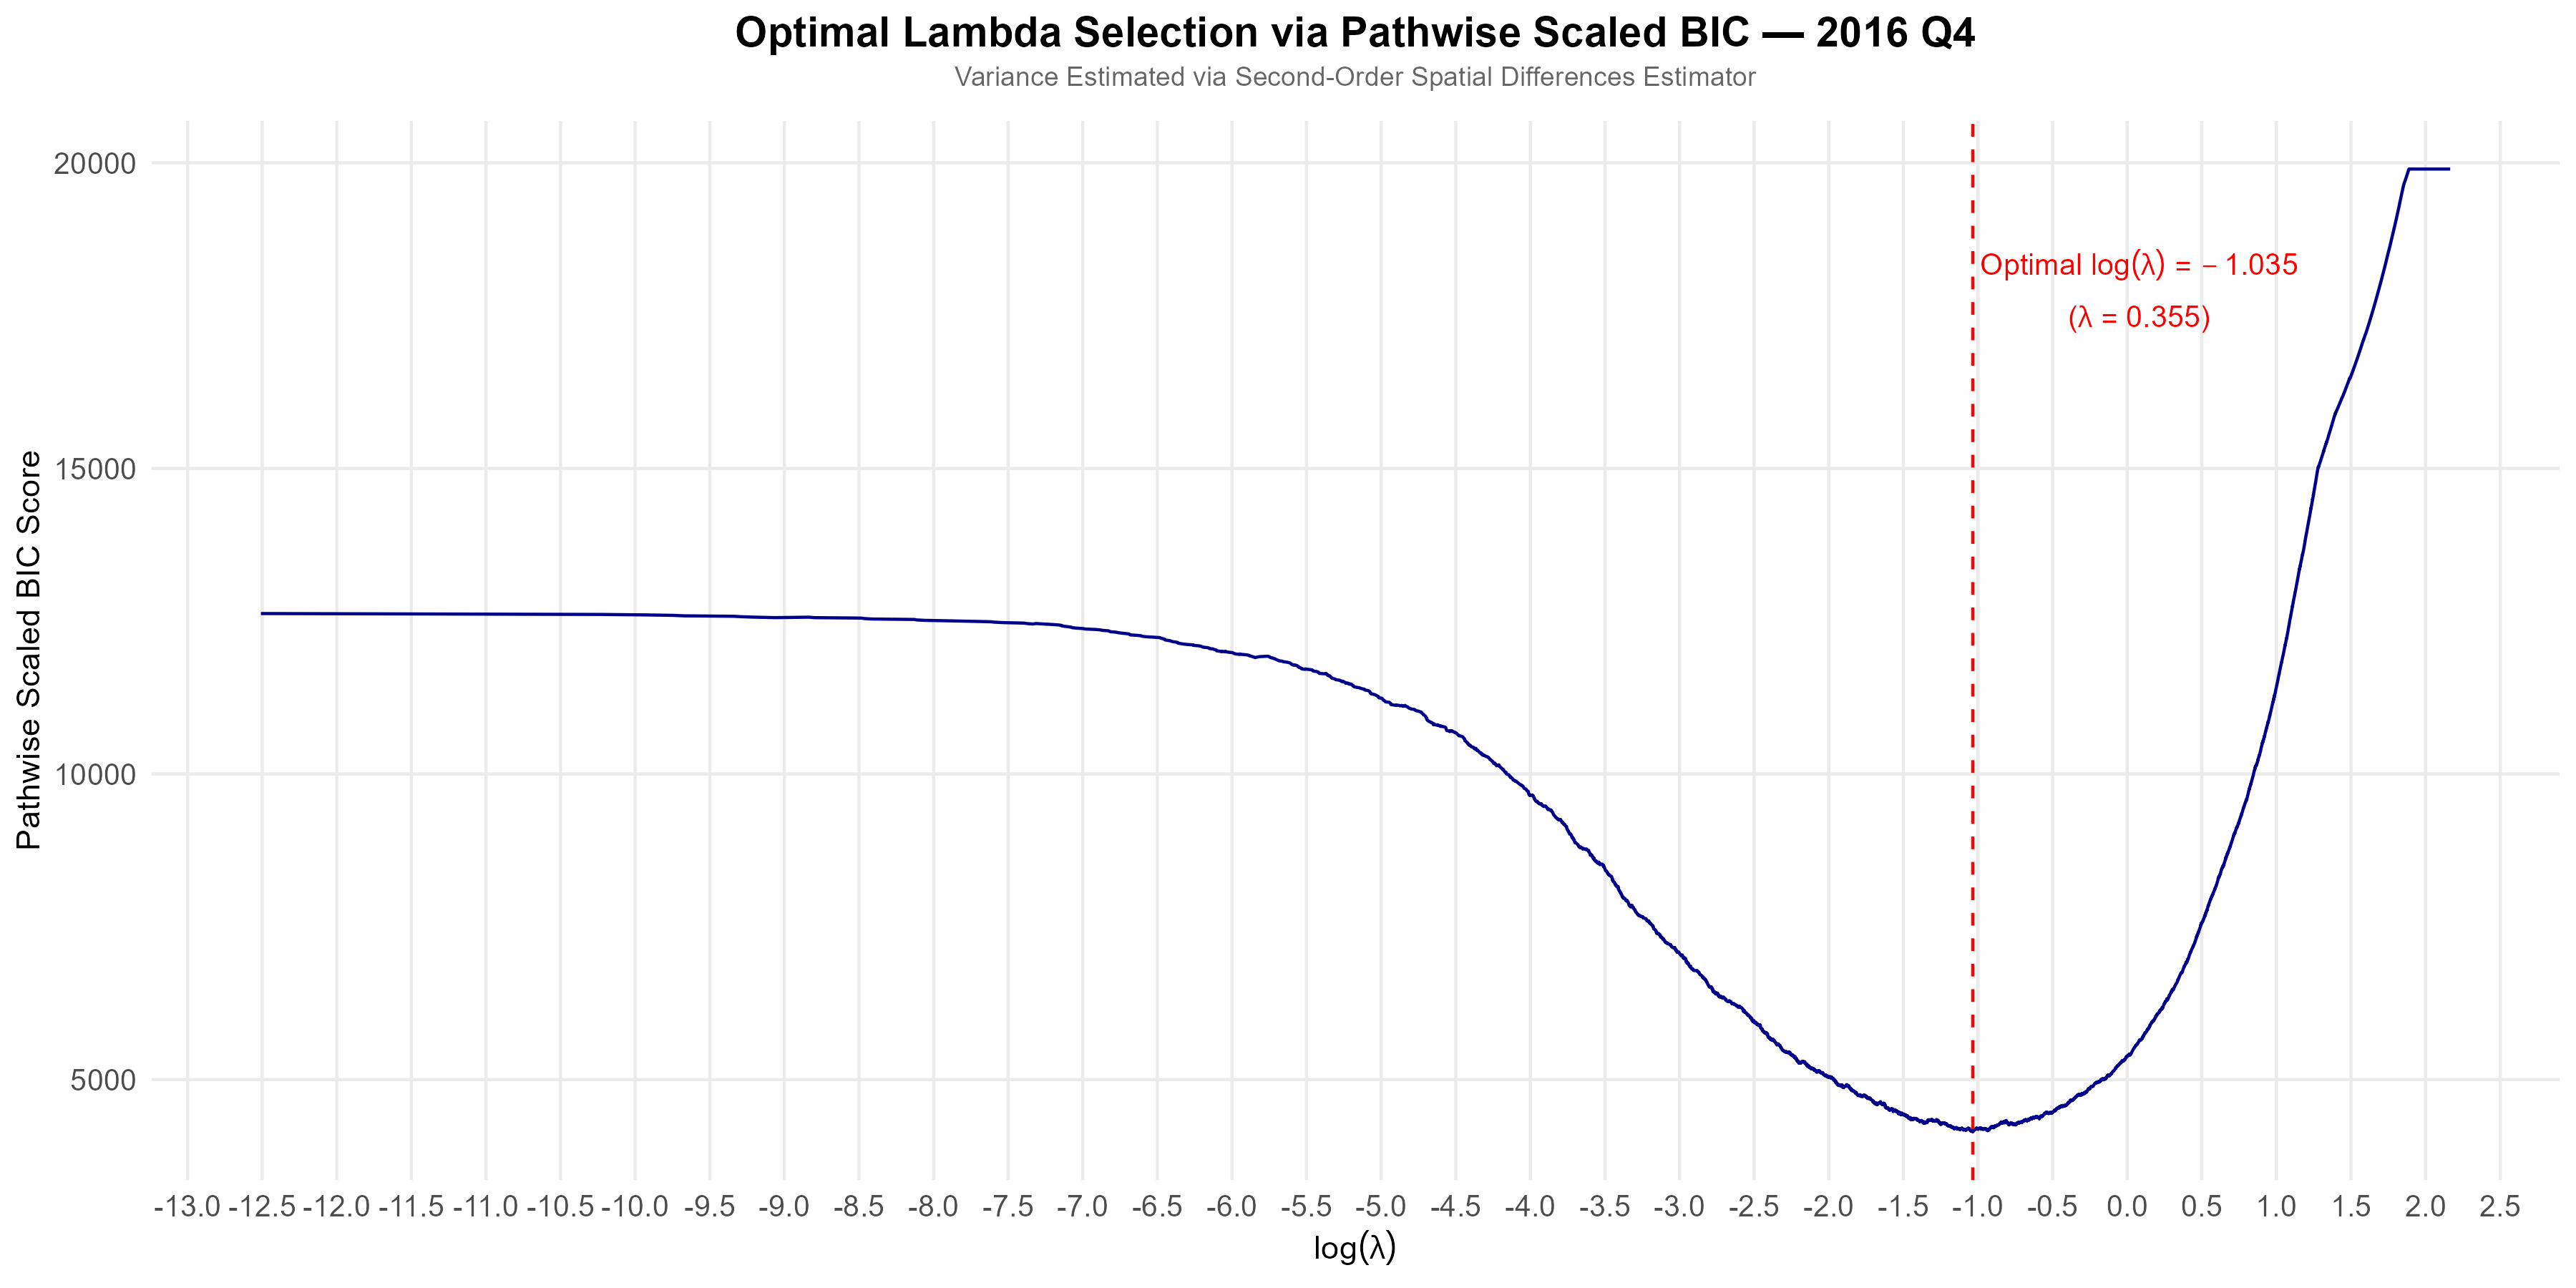 Optimal Lambda Selection via Pathwise Scaled BIC — 2016 Q4
Variance Estimated via Second-Order Spatial Differences Estimator
Pathwise Scaled BIC Score
20000
15000
10000
5000
Optimal log(λ) = − 1.035
(λ = 0.355)
-13.0 -12.5 -12.0 -11.5 -11.0 -10.5 -10.0 -9.5 -9.0 -8.5 -8.0 -7.5 -7.0 -6.5 -6.0 -5.5 -5.0 -4.5 -4.0 -3.5 -3.0 -2.5 -2.0 -1.5 -1.0 -0.5 0.0 0.5 1.0 1.5 2.0 2.5
log(λ)